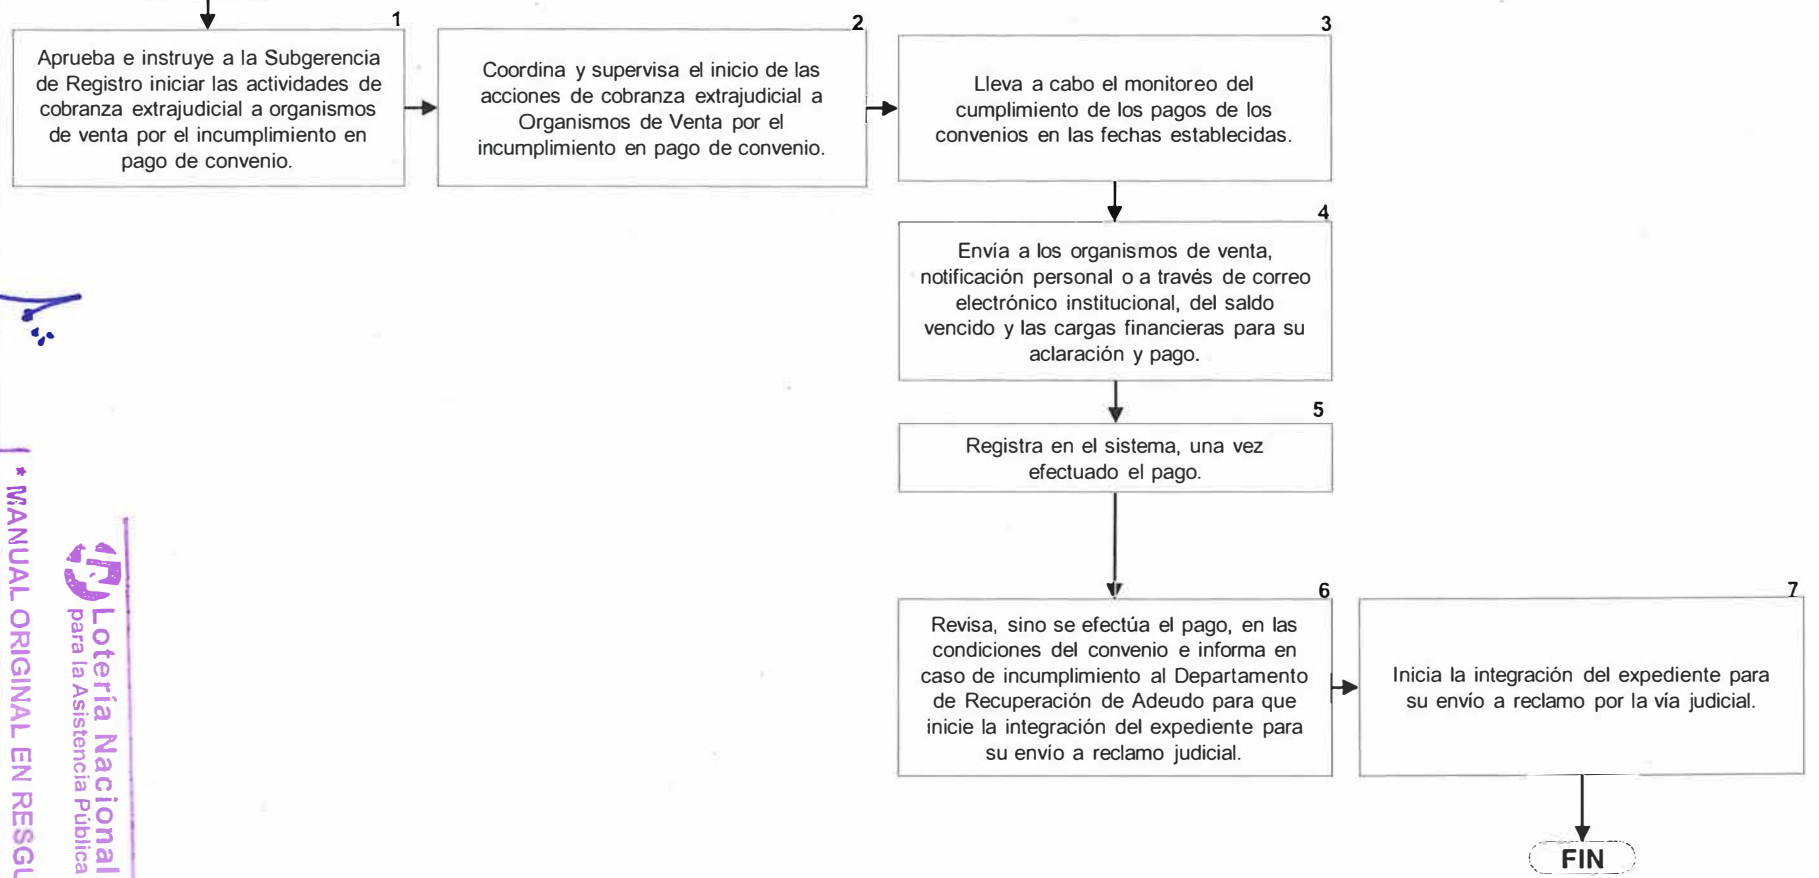 1
Aprueba e instruye a la Subgerencia
de Registro iniciar las actividades de
cobranza extrajudicial a organismos
de venta por el incumplimiento en
pago de convenio.
2
Coordina y supervisa el inicio de las
acciones de cobranza extrajudicial a
Organismos de Venta por el
incumplimiento en pago de convenio.
3
Lleva a cabo el monitoreo del
cumplimiento de los pagos de los
convenios en las fechas establecidas.
4
Envía a los organismos de venta,
notificación personal o a través de correo
electrónico institucional, del saldo
vencido y las cargas financieras para su
aclaración y pago.
5
Registra en el sistema, una vez
efectuado el pago.
6
Revisa, sino se efectúa el pago, en las
condiciones del convenio e informa en
caso de incumplimiento al Departamento
de Recuperación de Adeudo para que
inicie la integración del expediente para
su envío a reclamo judicial.
7
Inicia la integración del expediente para
su envío a reclamo por la vía judicial.
FIN
Lotería Nacional
para la Asistencia Pública
* MANUAL ORIGINAL EN